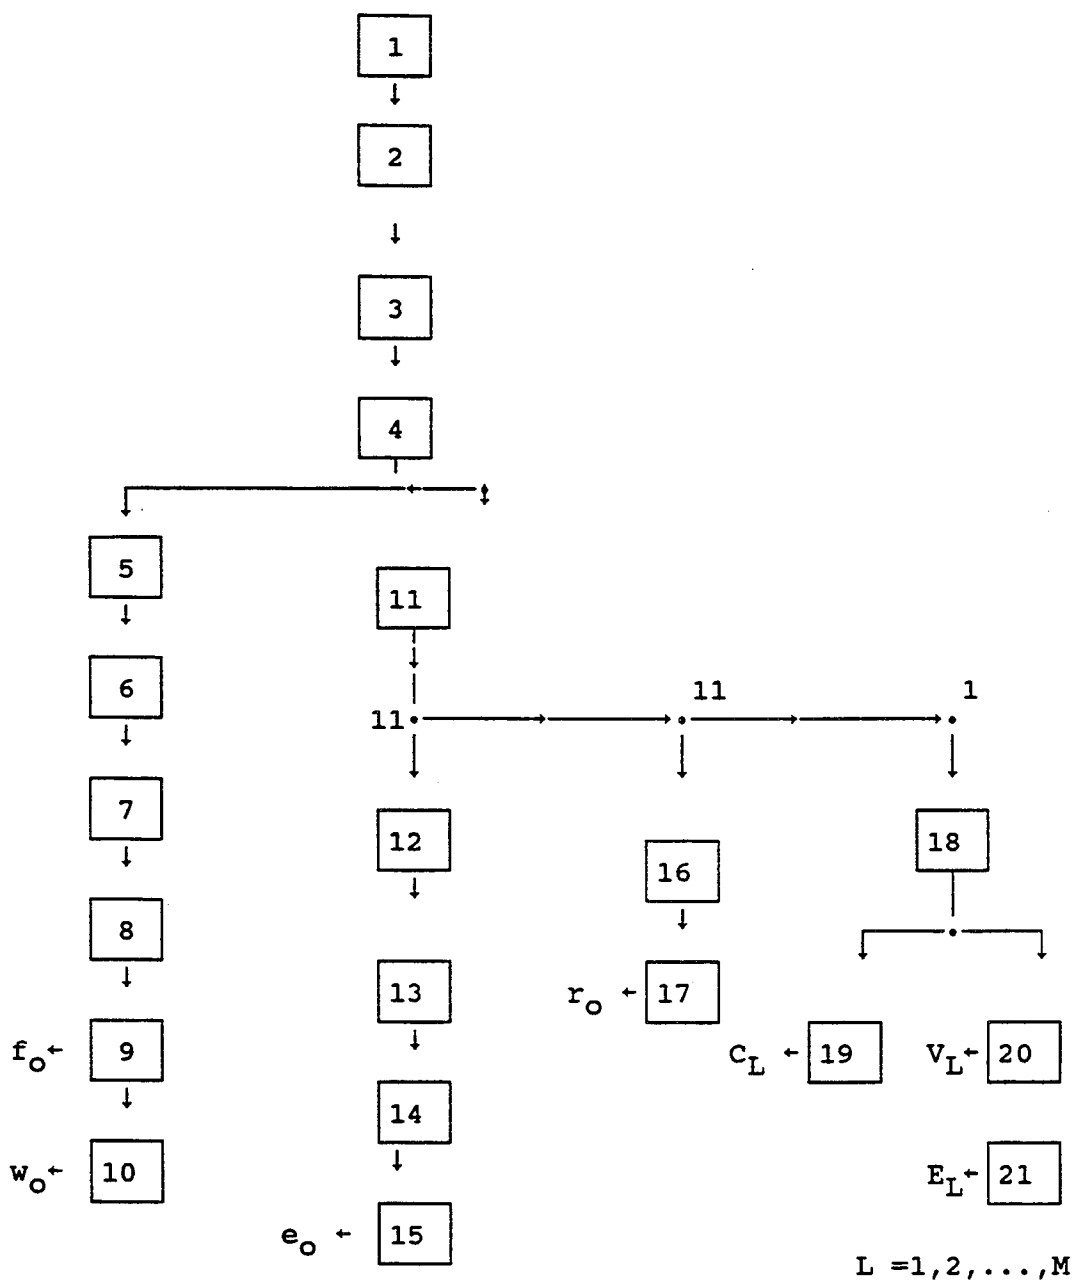 1
2
3
4
5
11
6
11
1
11
7
12
18
16
8
13
r_o ← 17
f_o ← 9
C_L ← 19
V_L ← 20
14
w_o ← 10
E_L ← 21
e_o ← 15
L =1,2,...,M